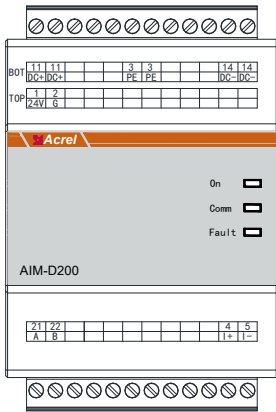 11 11 3 3 14 14
BOT DC+ DC+ PE PE DC- DC-
TOP 1 2
24V G
Acrel
On
Comm
Fault
AIM-D200
21 22 4 5
A B I+ I-